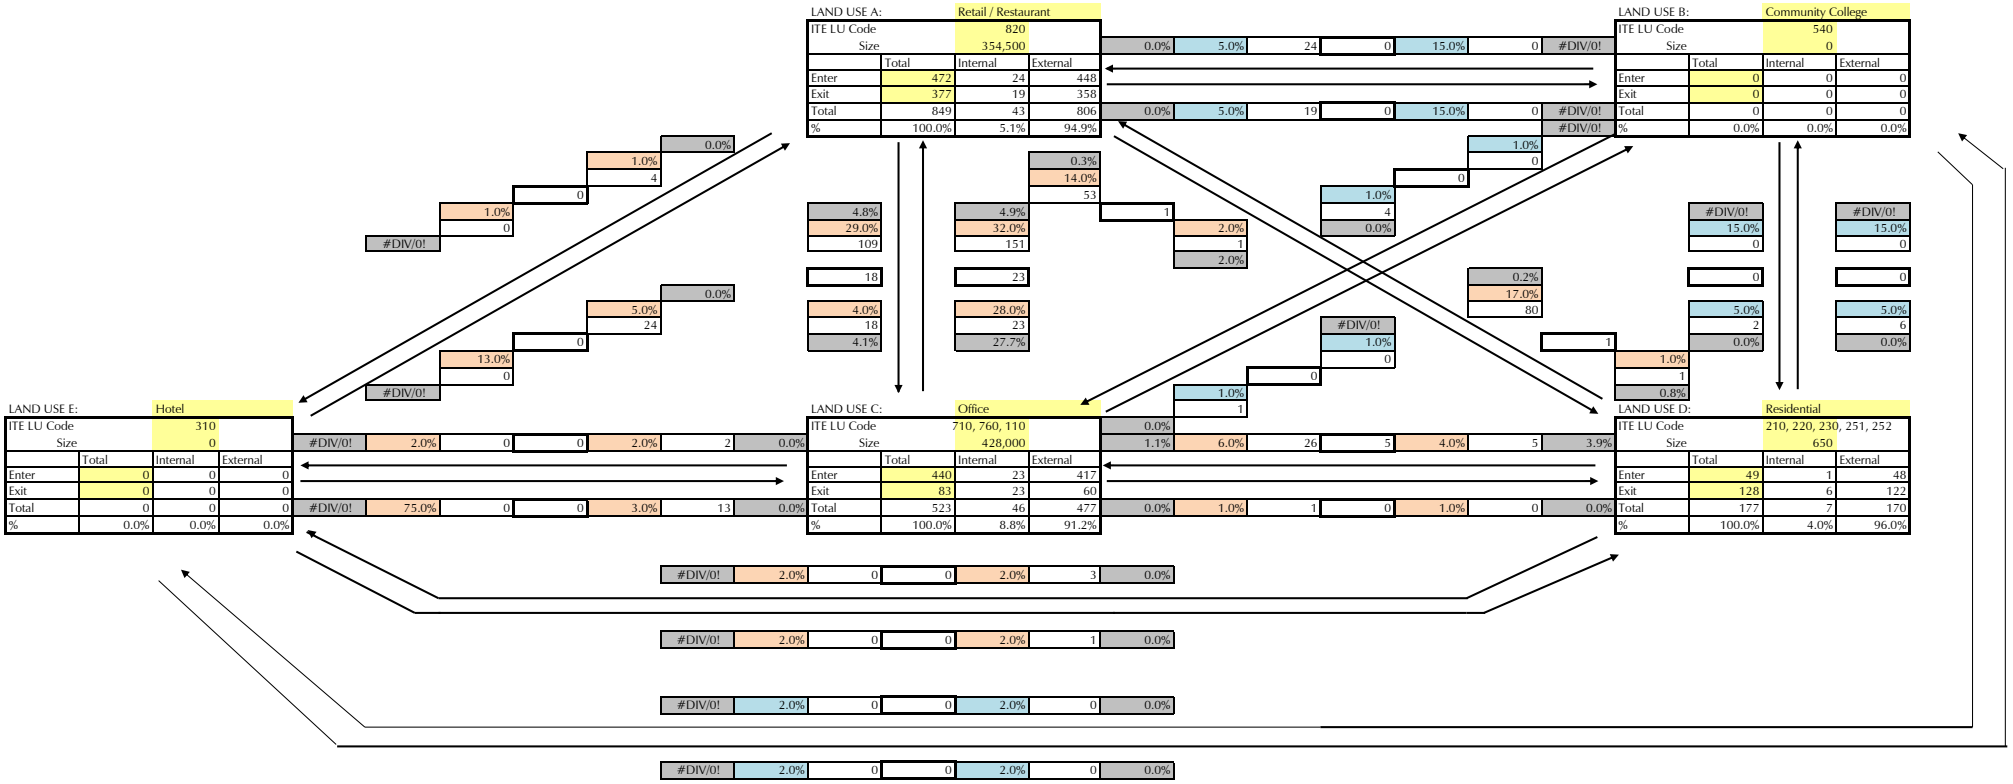 LAND USE A: Retail / Restaurant LAND USE B: Community College
ITE LU Code 820 ITE LU Code 540
Size 354,500 0.0% 5.0% 24 0 15.0% 0 #DIV/0! Size 0
Total Internal External Total Internal External
Enter 472 24 448 Enter 0 0 0
Exit 377 19 358 Exit 0 0 0
Total 849 43 806 0.0% 5.0% 19 0 15.0% 0 #DIV/0! Total 0 0 0
% 100.0% 5.1% 94.9% #DIV/0! % 0.0% 0.0% 0.0%
0.0% 1.0%
1.0% 0.3% 0
4 14.0% 0
0 53 1.0%
1.0% 4.8% 4.9% 1 4 #DIV/0! #DIV/0!
0 29.0% 32.0% 2.0% 0.0% 15.0% 15.0%
#DIV/0! 109 151 1 0 0
2.0%
18 23 0.2% 0 0
0.0% 17.0%
5.0% 4.0% 28.0% 80 5.0% 5.0%
24 18 23 #DIV/0! 2 6
0 4.1% 27.7% 1.0% 1 0.0% 0.0%
13.0% 0 1.0%
0 0 1
#DIV/0! 1.0% 0.8%
LAND USE E: Hotel LAND USE C: Office 1 LAND USE D: Residential
ITE LU Code 310 ITE LU Code 710, 760, 110 0.0% ITE LU Code 210, 220, 230, 251, 252
Size 0 #DIV/0! 2.0% 0 0 2.0% 2 0.0% Size 428,000 1.1% 6.0% 26 5 4.0% 5 3.9% Size 650
Total Internal External Total Internal External Total Internal External
Enter 0 0 0 Enter 440 23 417 Enter 49 1 48
Exit 0 0 0 Exit 83 23 60 Exit 128 6 122
Total 0 0 0 #DIV/0! 75.0% 0 0 3.0% 13 0.0% Total 523 46 477 0.0% 1.0% 1 0 1.0% 0 0.0% Total 177 7 170
% 0.0% 0.0% 0.0% % 100.0% 8.8% 91.2% % 100.0% 4.0% 96.0%
#DIV/0! 2.0% 0 0 2.0% 3 0.0%
#DIV/0! 2.0% 0 0 2.0% 1 0.0%
#DIV/0! 2.0% 0 0 2.0% 0 0.0%
#DIV/0! 2.0% 0 0 2.0% 0 0.0%